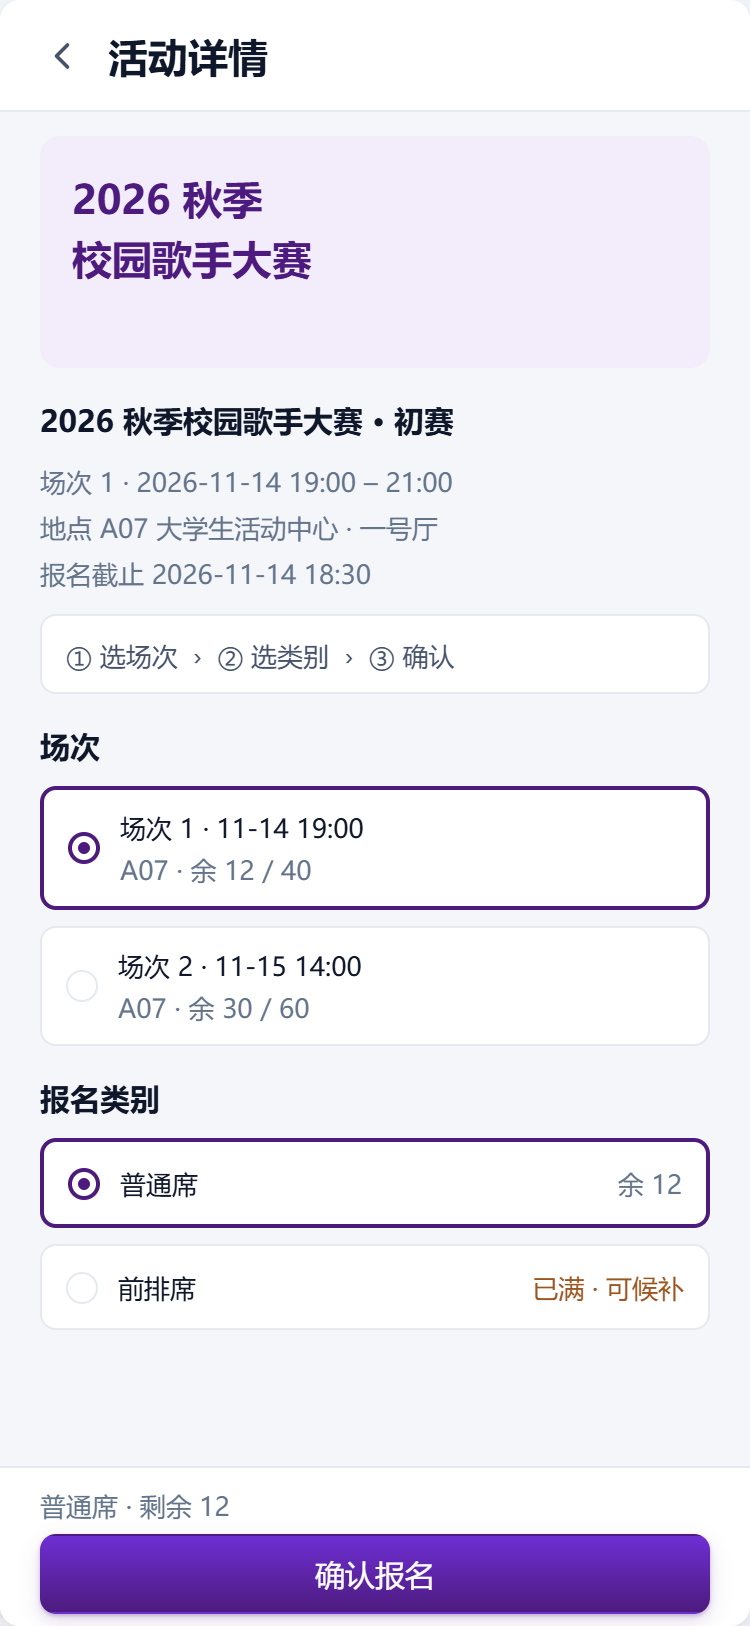 活动详情
2026 秋季
校园歌手大赛
2026 秋季校园歌手大赛 • 初赛
场次 1 · 2026-11-14 19:00 – 21:00
地点 A07 大学生活动中心 · 一号厅
报名截止 2026-11-14 18:30
① 选场次 › ② 选类别 › ③ 确认
场次
场次 1 · 11-14 19:00
A07 · 余 12 / 40
场次 2 · 11-15 14:00
A07 · 余 30 / 60
报名类别
普通席 余 12
前排席 已满 · 可候补
普通席 · 剩余 12
确认报名